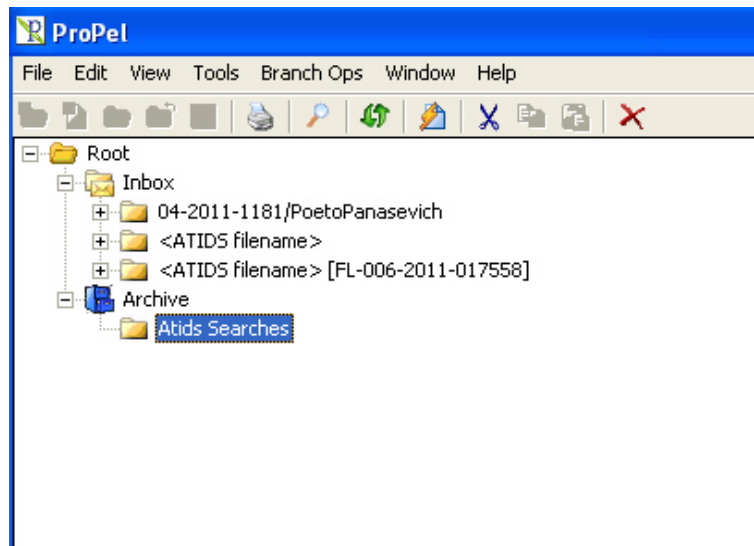 ProPel
File Edit View Tools Branch Ops Window Help
Root
Inbox
04-2011-1181/PoetoPanasevich
<ATIDS filename>
<ATIDS filename> [FL-006-2011-017558]
Archive
Atids Searches